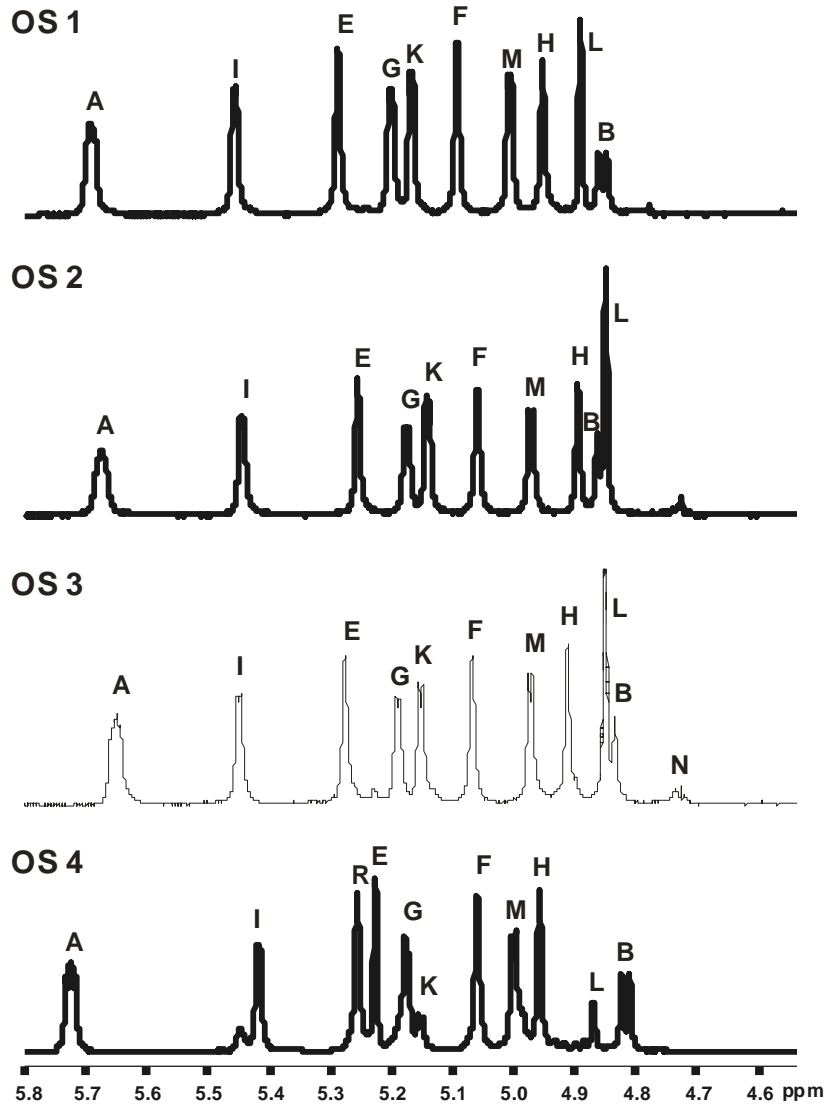 OS 1
A I E G K F M H L B
OS 2
A I E G K F M H B L
OS 3
A I E G K F M H L B N
OS 4
A I R E G K F M L H B
5.8 5.7 5.6 5.5 5.4 5.3 5.2 5.1 5.0 4.9 4.8 4.7 4.6 ppm